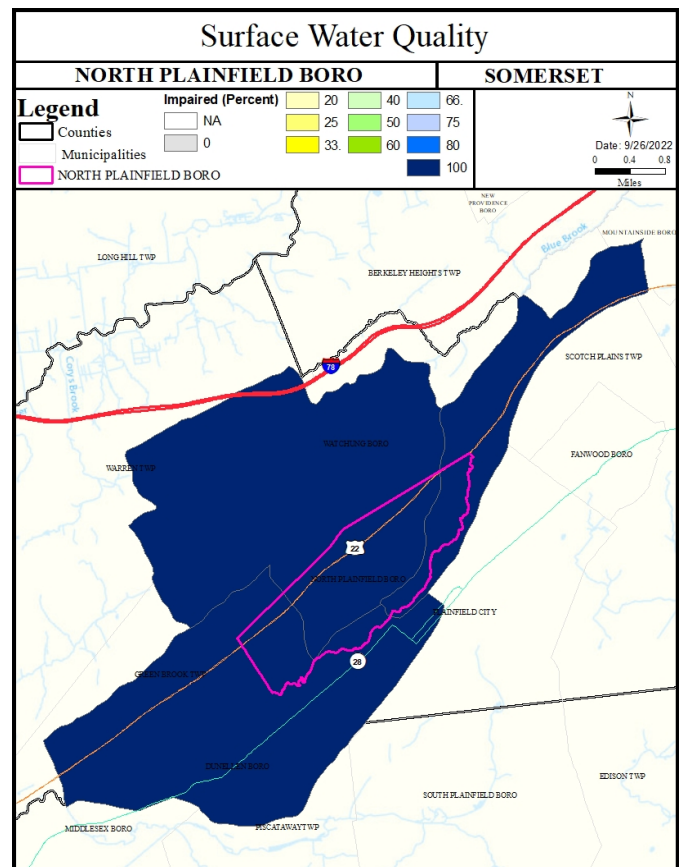 Surface Water Quality
NORTH PLAINFIELD BORO
SOMERSET
Legend
Counties
Municipalities
NORTH PLAINFIELD BORO
Impaired (Percent)
NA
0
20
25
33.
40
50
60
66.
75
80
100
N
Date: 9/26/2022
0 0.4 0.8
Miles
NEW
PROVIDENCE
BORO
Blue Brook
MOUNTAINSIDE BORO
LONG HILL TWP
BERKELEY HEIGHTS TWP
SCOTCH PLAINS TWP
78
Corys Brook
WATCHUNG BORO
FANWOOD BORO
WARREN TWP
22
NORTH PLAINFIELD BORO
PLAINFIELD CITY
28
GREEN BROOK TWP
DUNELLEN BORO
EDISON TWP
SOUTH PLAINFIELD BORO
MIDDLESEX BORO
PISCATAWAY TWP